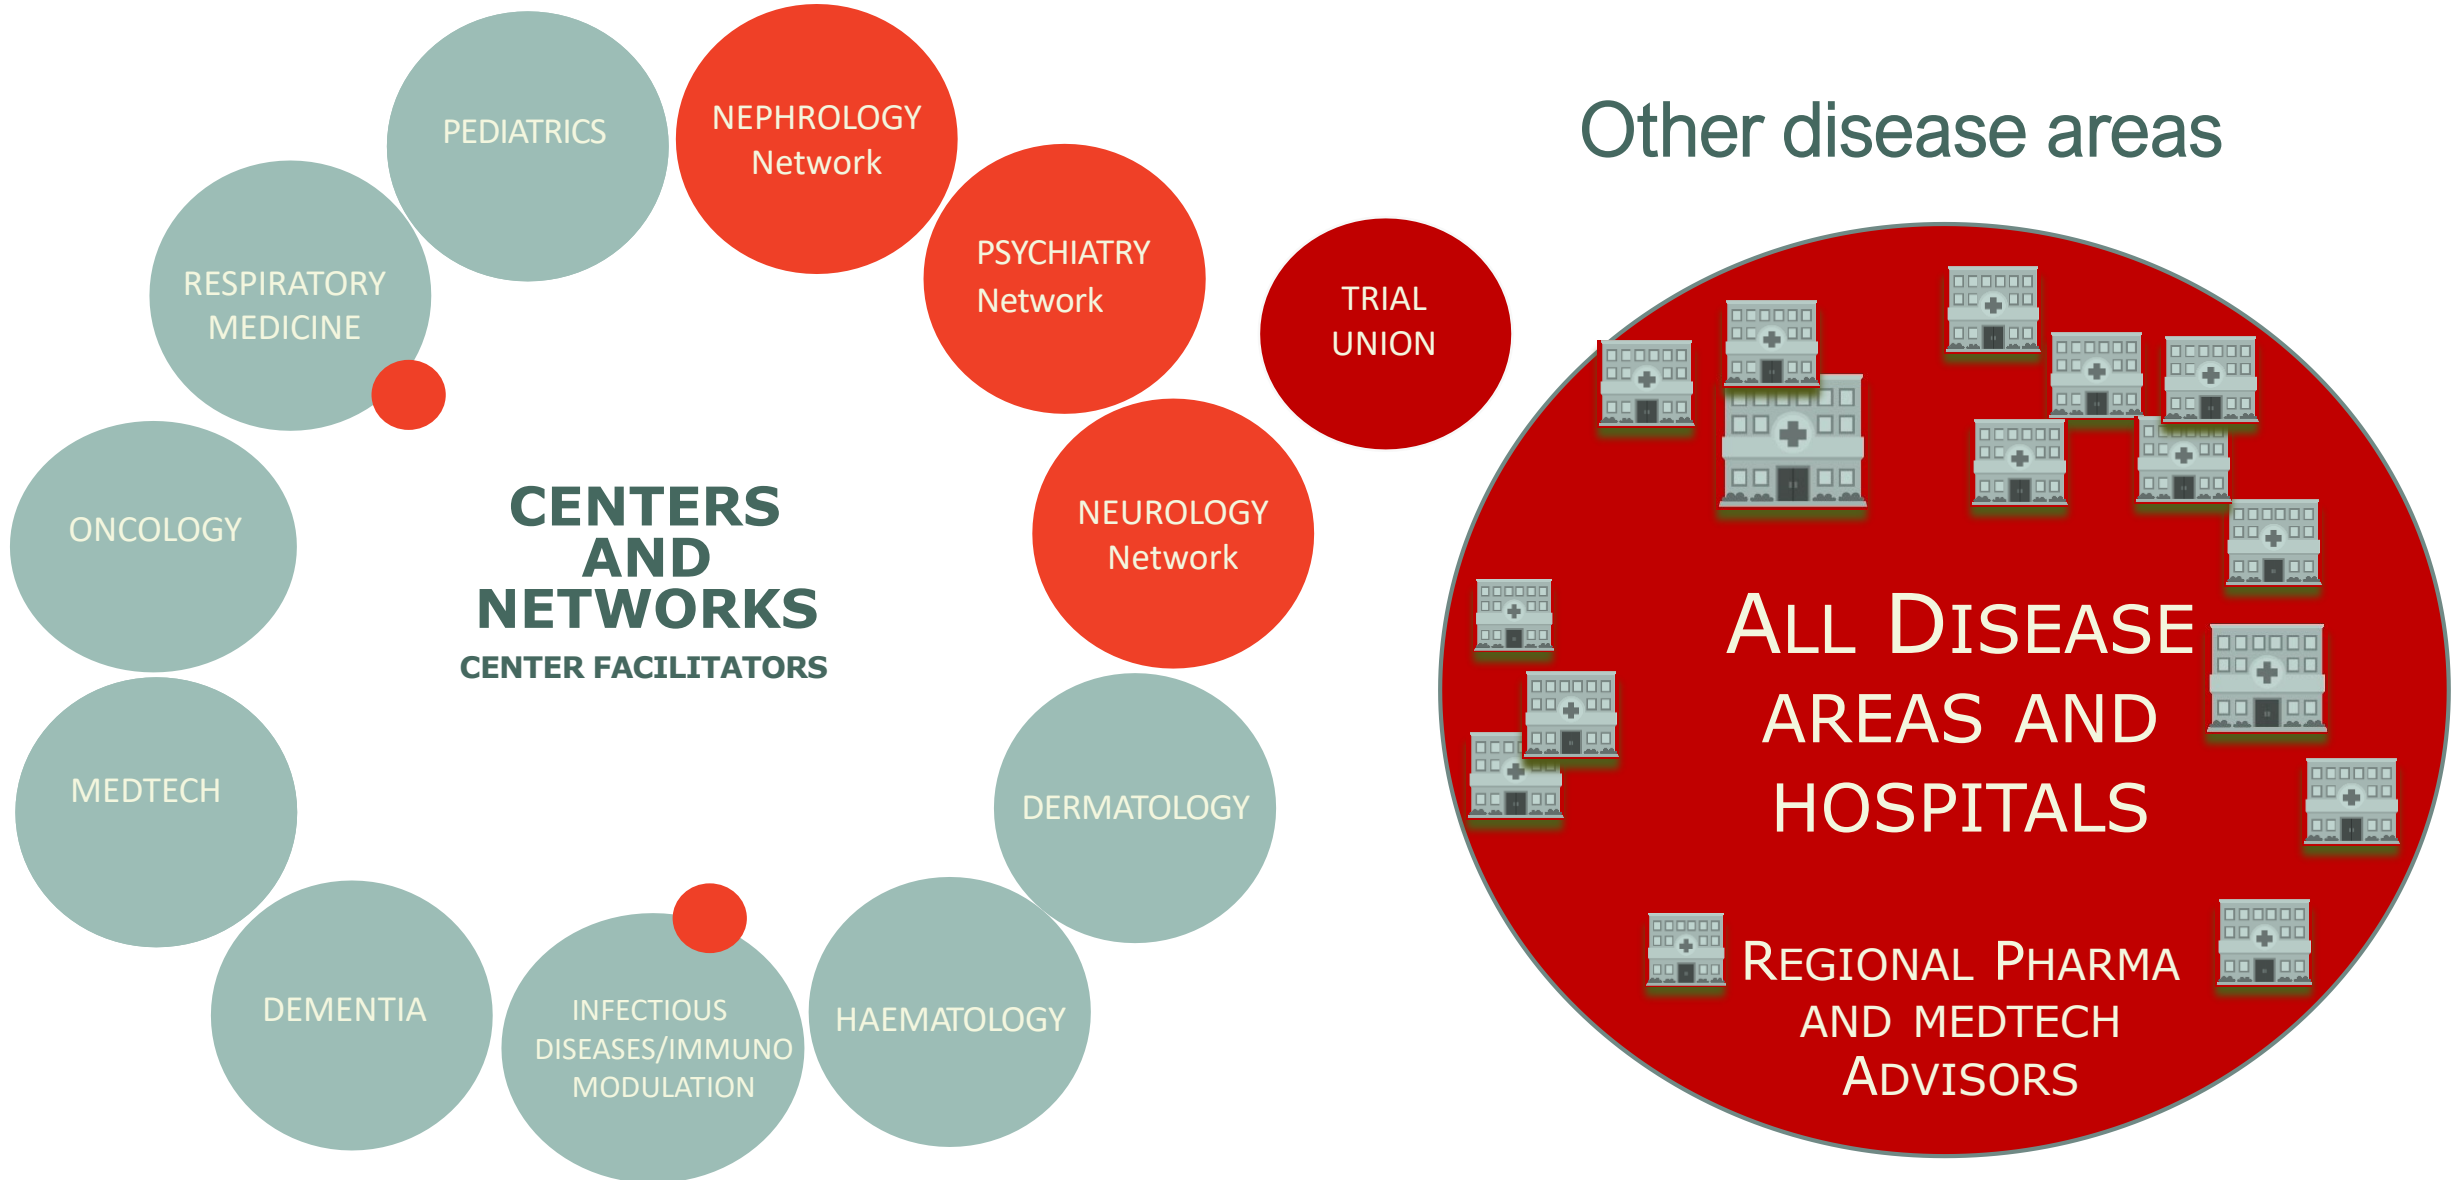 PEDIATRICS
NEPHROLOGY
Network
PSYCHIATRY
Network
RESPIRATORY
MEDICINE
ONCOLOGY
NEUROLOGY
Network
CENTERS
AND
NETWORKS
CENTER FACILITATORS
MEDTECH
DERMATOLOGY
DEMENTIA
INFECTIOUS
DISEASES/IMMUNO
MODULATION
HAEMATOLOGY
TRIAL
UNION
Other disease areas
ALL DISEASE
AREAS AND
HOSPITALS
REGIONAL PHARMA
AND MEDTECH
ADVISORS